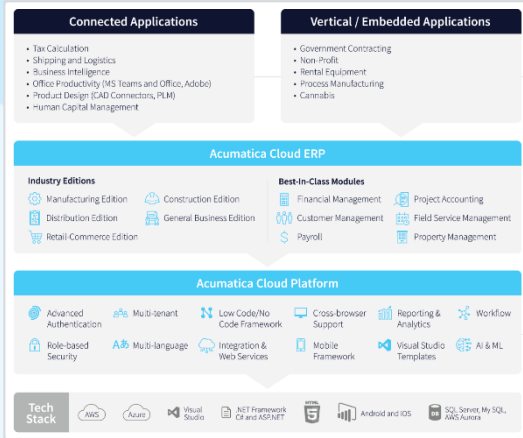 Connected Applications
• Tax Calculation
• Shipping and Logistics
• Business Intelligence
• Office Productivity (MS Teams and Office, Adobe)
• Product Design (CAD Connectors, PLM)
• Human Capital Management
Vertical / Embedded Applications
• Government Contracting
• Non-Profit
• Rental Equipment
• Process Manufacturing
• Cannabis
Acumatica Cloud ERP
Industry Editions
Manufacturing Edition
Construction Edition
Distribution Edition
General Business Edition
Retail-Commerce Edition
Best-In-Class Modules
Financial Management
Project Accounting
Customer Management
Field Service Management
Payroll
Property Management
Acumatica Cloud Platform
Advanced
Authentication
Multi-tenant
Low Code/No
Code Framework
Cross-browser
Support
Reporting &
Analytics
Workflow
Role-based
Security
Multi-language
Integration &
Web Services
Mobile
Framework
Visual Studio
Templates
AI & ML
Tech
Stack
AWS
Azure
Visual
Studio
.NET Framework
C# and ASP.NET
HTML
5
Android and iOS
SQL Server, My SQL,
AWS Aurora